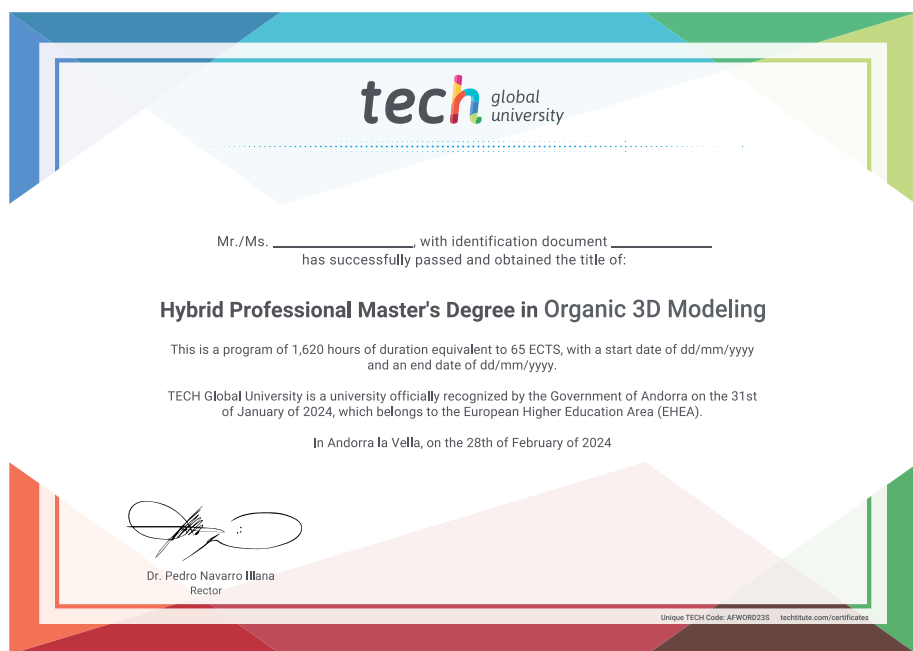 tech global
university
Mr./Ms. ____________, with identification document ____________
has successfully passed and obtained the title of:
Hybrid Professional Master's Degree in Organic 3D Modeling
This is a program of 1,620 hours of duration equivalent to 65 ECTS, with a start date of dd/mm/yyyy
and an end date of dd/mm/yyyy.
TECH Global University is a university officially recognized by the Government of Andorra on the 31st
of January of 2024, which belongs to the European Higher Education Area (EHEA).
In Andorra la Vella, on the 28th of February of 2024
Dr. Pedro Navarro Illana
Rector
Unique TECH Code: AFWORD23S techtitute.com/certificates